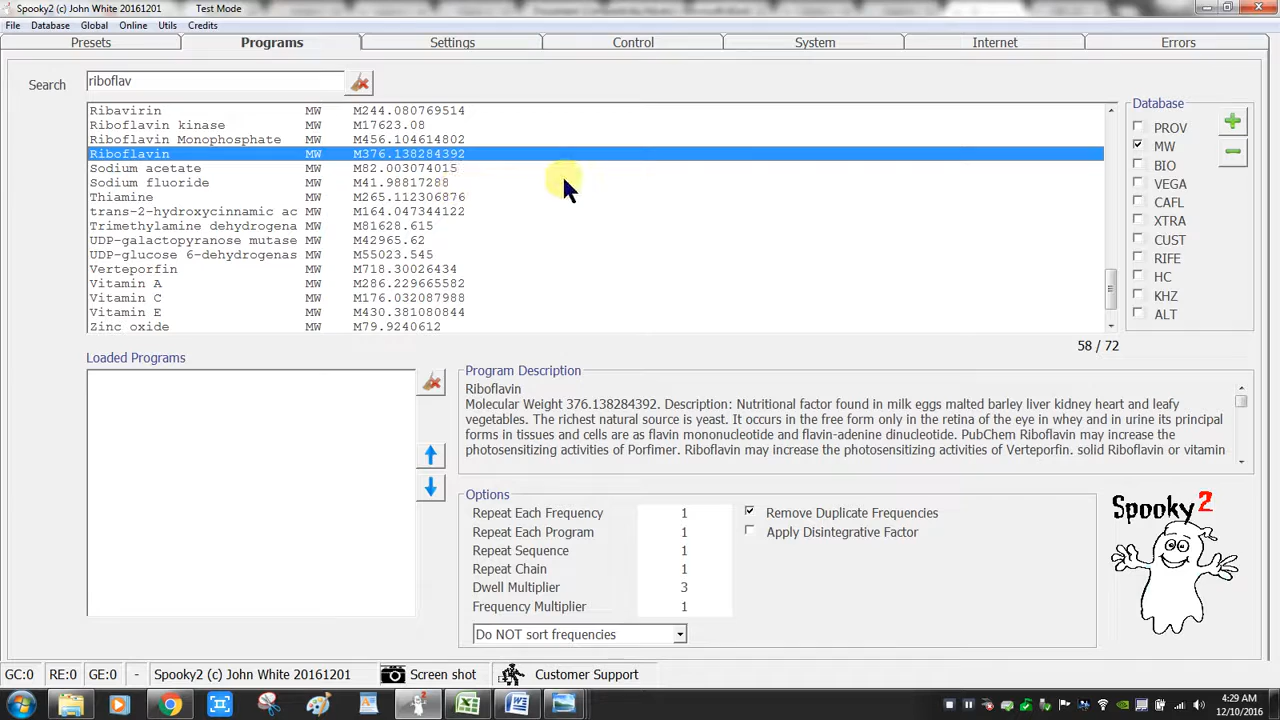 Spooky2 (c) John White 20161201 Test Mode
File Database Global Online Utils Credits
Presets Programs Settings Control System Internet Errors
Search riboflav
Database
Ribavirin MW M244.080769514
Riboflavin kinase MW M17623.08
Riboflavin Monophosphate MW M456.104614802
Riboflavin MW M376.138284392
Sodium acetate MW M82.003074015
Sodium fluoride MW M41.98817288
Thiamine MW M265.112306876
trans-2-hydroxycinnamic ac MW M164.047344122
Trimethylamine dehydrogena MW M81628.615
UDP-galactopyranose mutase MW M42965.62
UDP-glucose 6-dehydrogenas MW M55023.545
Verteporfin MW M718.30026434
Vitamin A MW M286.229665582
Vitamin C MW M176.032087988
Vitamin E MW M430.381080844
Zinc oxide MW M79.9240612
PROV
MW
BIO
VEGA
CAFL
XTRA
CUST
RIFE
HC
KHZ
ALT
58 / 72
Loaded Programs
Program Description
Riboflavin
Molecular Weight 376.138284392. Description: Nutritional factor found in milk eggs malted barley liver kidney heart and leafy
vegetables. The richest natural source is yeast. It occurs in the free form only in the retina of the eye in whey and in urine its principal
forms in tissues and cells are as flavin mononucleotide and flavin-adenine dinucleotide. PubChem Riboflavin may increase the
photosensitizing activities of Porfimer. Riboflavin may increase the photosensitizing activities of Verteporfin. solid Riboflavin or vitamin
Options
Repeat Each Frequency 1
Repeat Each Program 1
Repeat Sequence 1
Repeat Chain 1
Dwell Multiplier 3
Frequency Multiplier 1
Do NOT sort frequencies
Remove Duplicate Frequencies
Apply Disintegrative Factor
Spooky2
GC:0 RE:0 GE:0 - Spooky2 (c) John White 20161201 Screen shot Customer Support
4:29 AM
12/10/2016